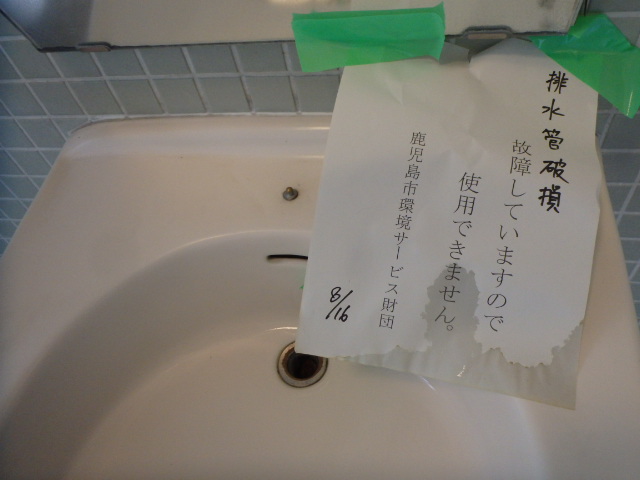 排水管破損
故障していますので
使用できません。
鹿児島市環境サービス財団
8/16